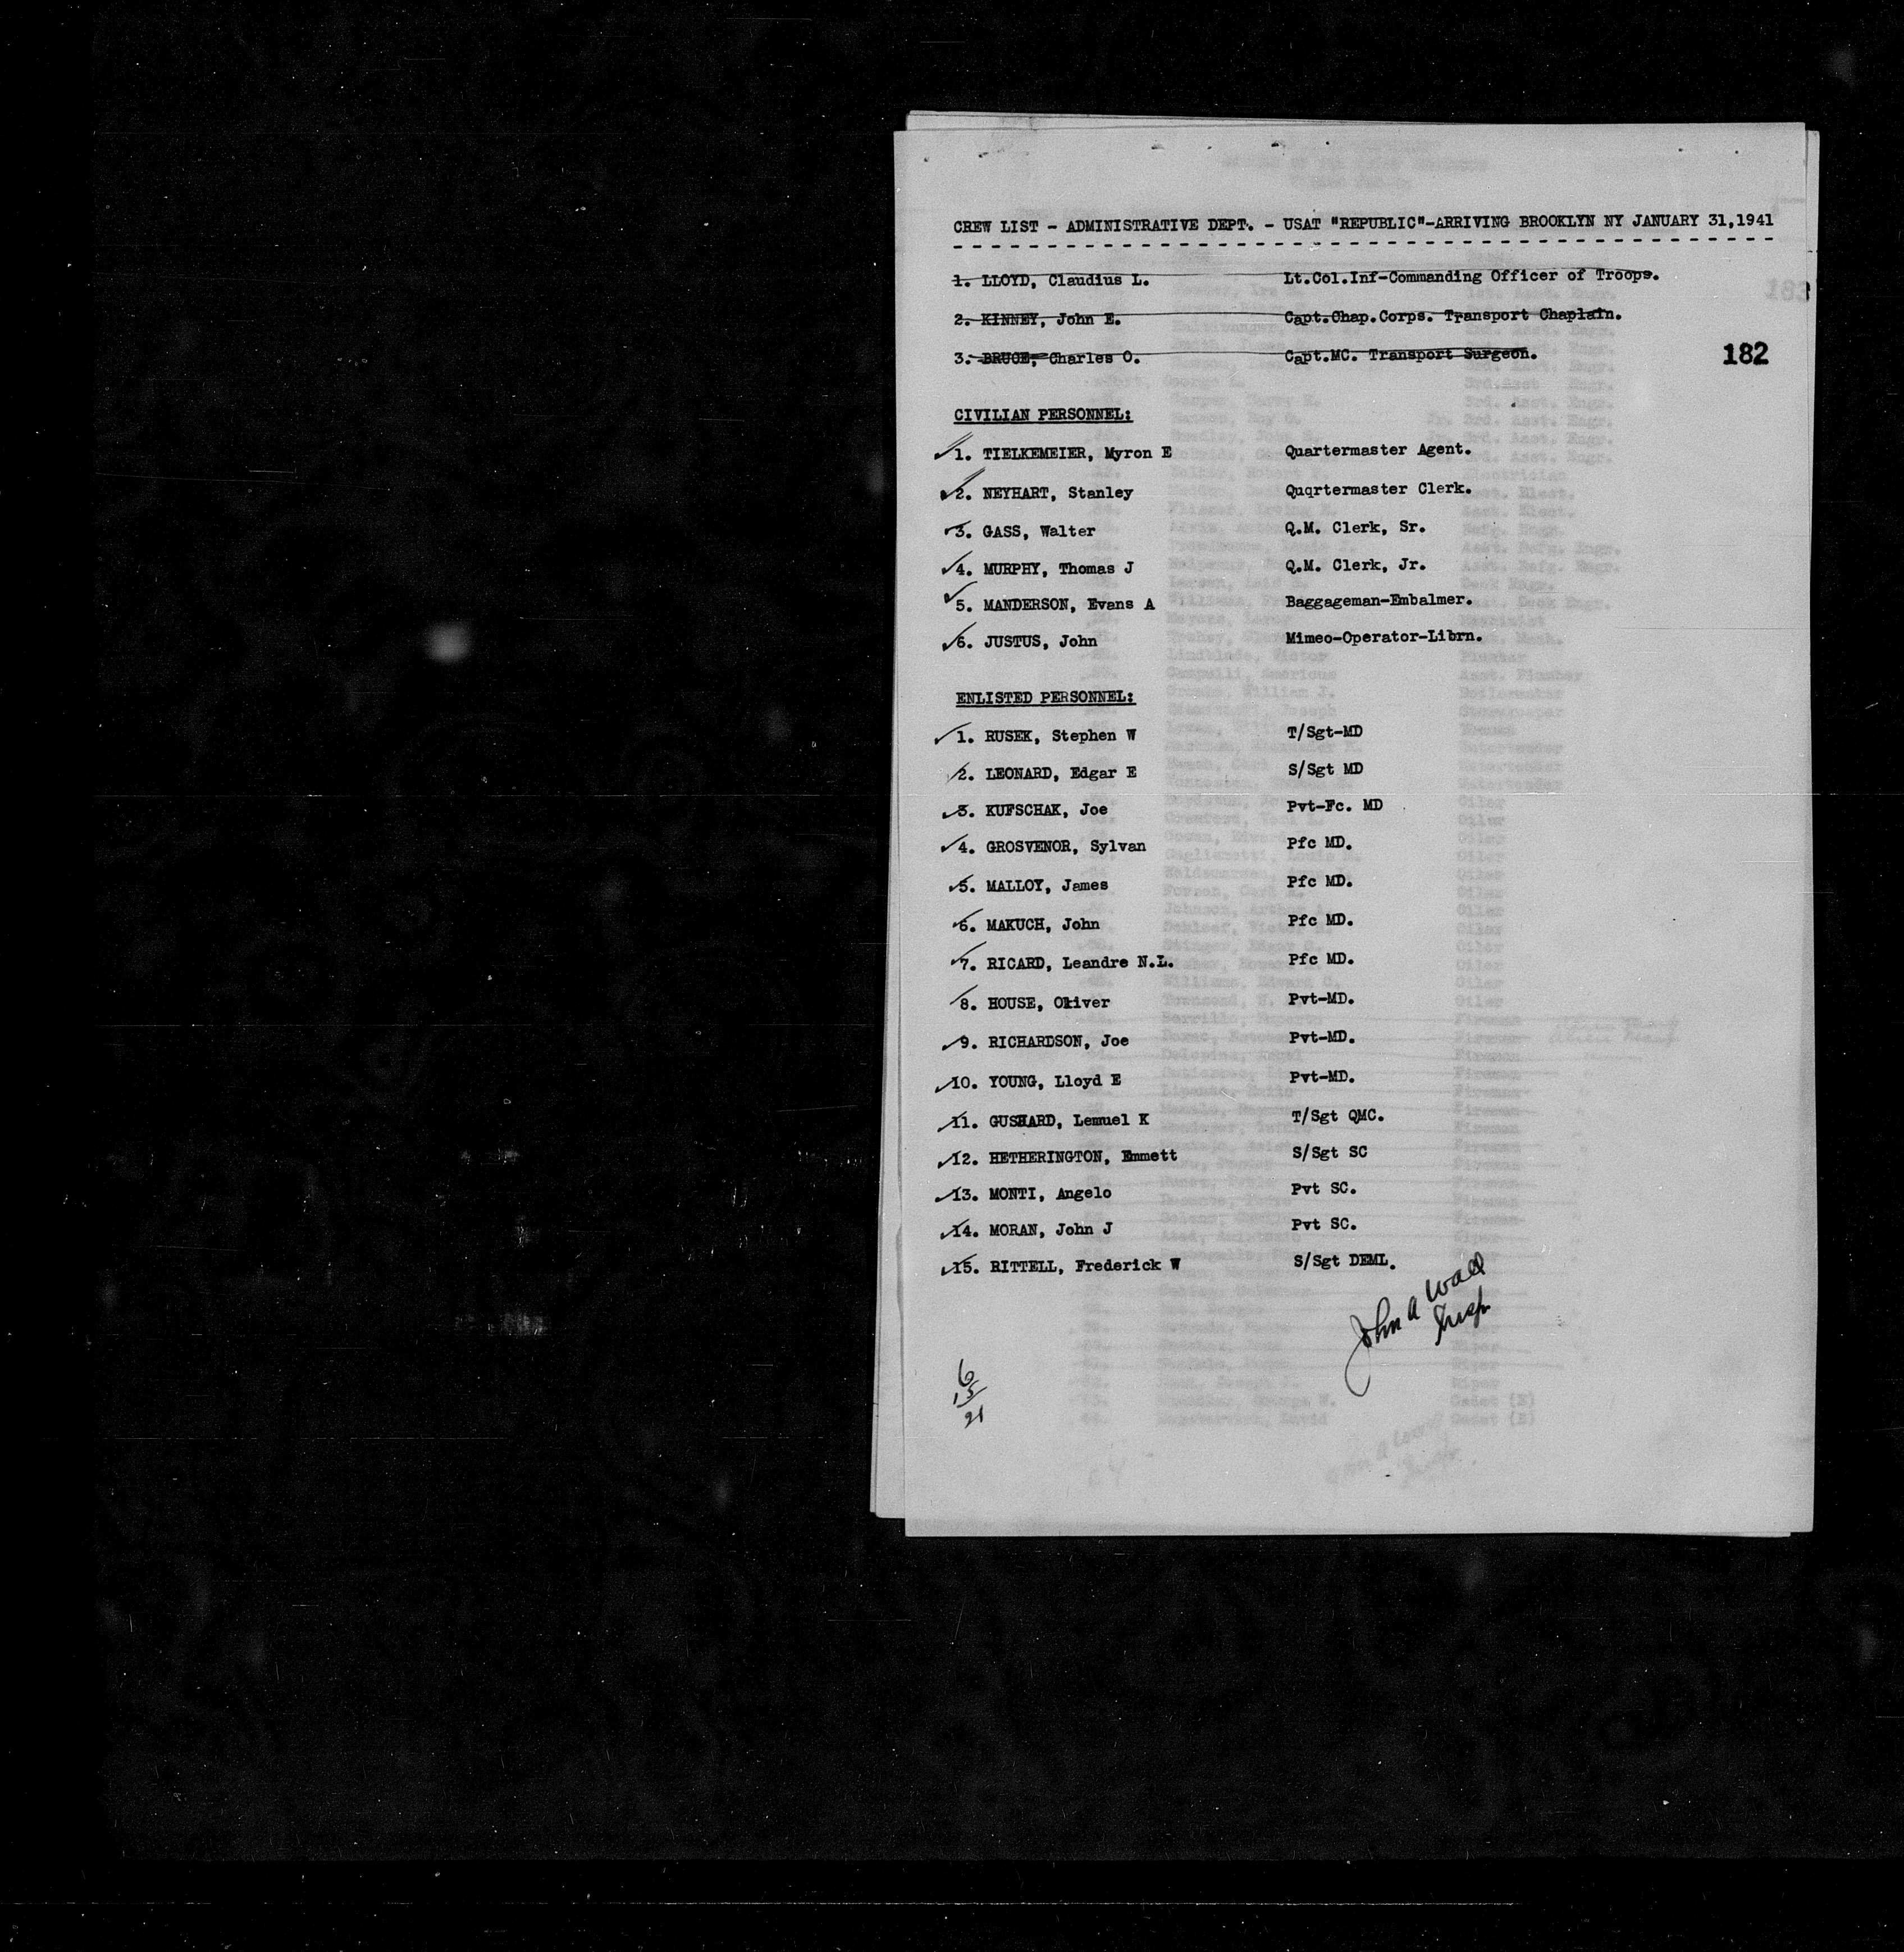 CREW LIST - ADMINISTRATIVE DEPT. - USAT "REPUBLIC"-ARRIVING BROOKLYN NY JANUARY 31,1941
1. LLOYD, Claudius L. Lt.Col.Inf-Commanding Officer of Troops.
2. KINNEY, John E. Capt.Chap.Corps. Transport Chaplain.
3. BRUCE, Charles O. Capt.MC. Transport Surgeon.
182
CIVILIAN PERSONNEL:
1. TIELKEMEIER, Myron E Quartermaster Agent.
2. NEYHART, Stanley Quqrtermaster Clerk.
3. GASS, Walter Q.M. Clerk, Sr.
4. MURPHY, Thomas J Q.M. Clerk, Jr.
5. MANDERSON, Evans A Baggageman-Embalmer.
6. JUSTUS, John Mimeo-Operator-Librn.
ENLISTED PERSONNEL:
1. RUSEK, Stephen W T/Sgt-MD
2. LEONARD, Edgar E S/Sgt MD
3. KUFSCHAK, Joe Pvt-Fc. MD
4. GROSVENOR, Sylvan Pfc MD.
5. MALLOY, James Pfc MD.
6. MAKUCH, John Pfc MD.
7. RICARD, Leandre N.L. Pfc MD.
8. HOUSE, Oliver Pvt-MD.
9. RICHARDSON, Joe Pvt-MD.
10. YOUNG, Lloyd E Pvt-MD.
11. GUSHARD, Lemuel K T/Sgt QMC.
12. HETHERINGTON, Emmett S/Sgt SC
13. MONTI, Angelo Pvt SC.
14. MORAN, John J Pvt SC.
15. RITTELL, Frederick W S/Sgt DEML.
John A Wall
Insp
6
15
21